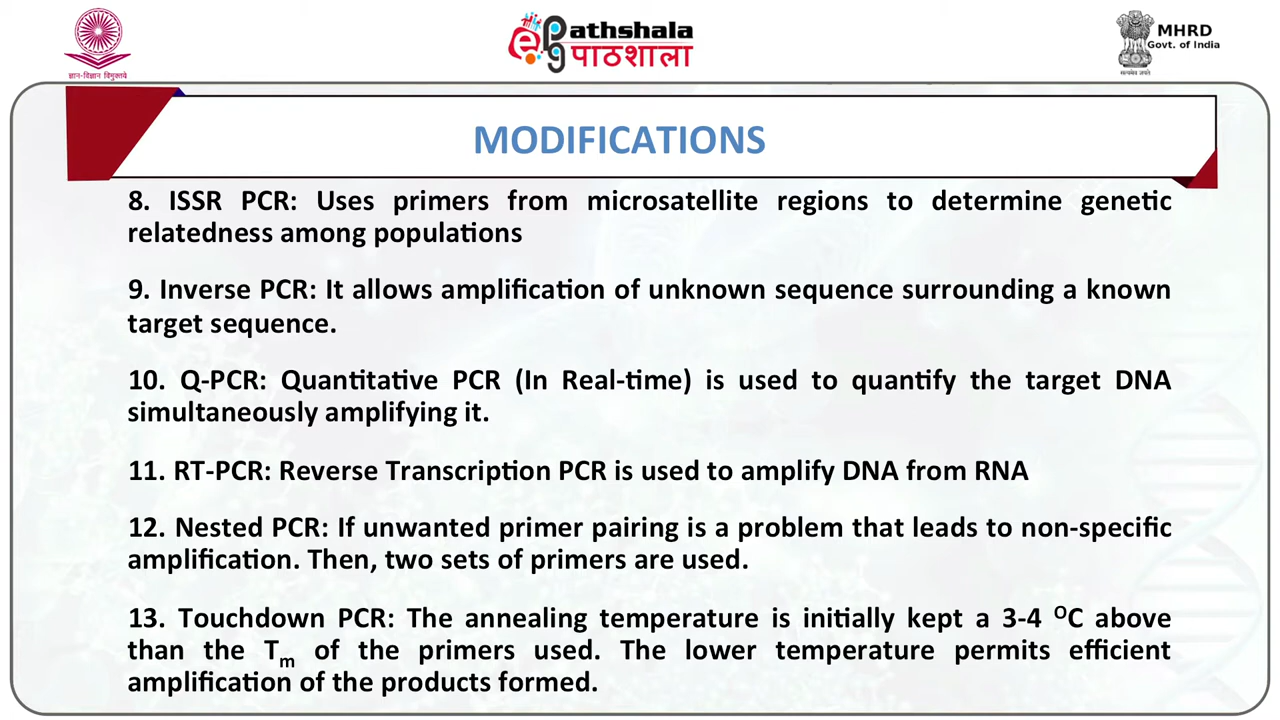 ज्ञान-विज्ञान विमुक्तये
ePathshala
पाठशाला
MHRD
Govt. of India
सत्यमेव जयते
MODIFICATIONS
8. ISSR PCR: Uses primers from microsatellite regions to determine genetic
relatedness among populations
9. Inverse PCR: It allows amplification of unknown sequence surrounding a known
target sequence.
10. Q-PCR: Quantitative PCR (In Real-time) is used to quantify the target DNA
simultaneously amplifying it.
11. RT-PCR: Reverse Transcription PCR is used to amplify DNA from RNA
12. Nested PCR: If unwanted primer pairing is a problem that leads to non-specific
amplification. Then, two sets of primers are used.
13. Touchdown PCR: The annealing temperature is initially kept a 3-4 ᴼC above
than the Tₘ of the primers used. The lower temperature permits efficient
amplification of the products formed.